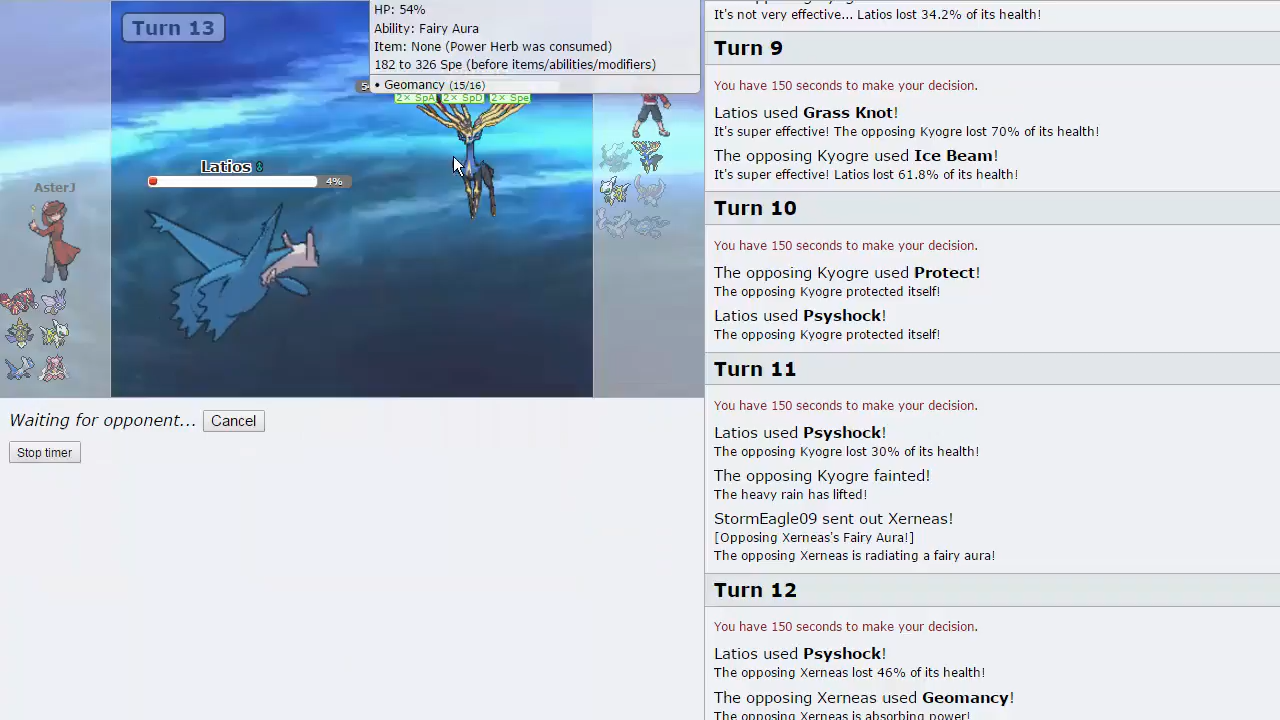 Turn 13
HP: 54%
Ability: Fairy Aura
Item: None (Power Herb was consumed)
182 to 326 Spe (before items/abilities/modifiers)
• Geomancy (15/16)
2× SpA 2× SpD 2× Spe
Latios
4%
AsterJ
Waiting for opponent... Cancel
Stop timer
It's not very effective... Latios lost 34.2% of its health!
Turn 9
You have 150 seconds to make your decision.
Latios used Grass Knot!
It's super effective! The opposing Kyogre lost 70% of its health!
The opposing Kyogre used Ice Beam!
It's super effective! Latios lost 61.8% of its health!
Turn 10
You have 150 seconds to make your decision.
The opposing Kyogre used Protect!
The opposing Kyogre protected itself!
Latios used Psyshock!
The opposing Kyogre protected itself!
Turn 11
You have 150 seconds to make your decision.
Latios used Psyshock!
The opposing Kyogre lost 30% of its health!
The opposing Kyogre fainted!
The heavy rain has lifted!
StormEagle09 sent out Xerneas!
[Opposing Xerneas's Fairy Aura!]
The opposing Xerneas is radiating a fairy aura!
Turn 12
You have 150 seconds to make your decision.
Latios used Psyshock!
The opposing Xerneas lost 46% of its health!
The opposing Xerneas used Geomancy!
The opposing Xerneas is absorbing power!